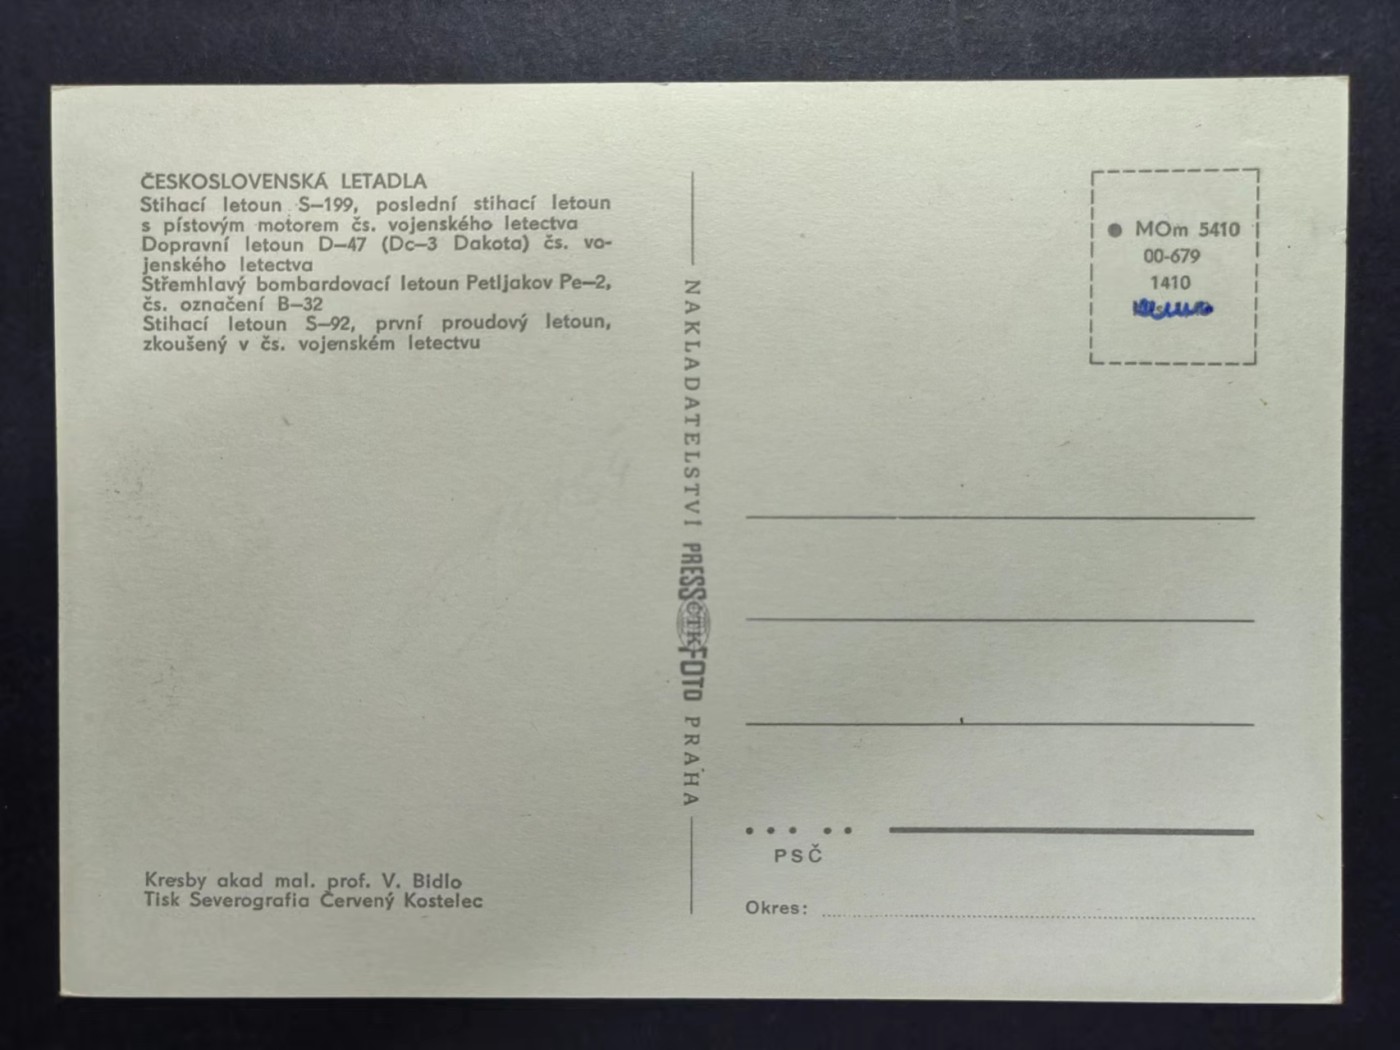 ČESKOSLOVENSKÁ LETADLA
Stihací letoun S–199, poslední stihací letoun
s pístovým motorem čs. vojenského letectva
Dopravní letoun D–47 (Dc–3 Dakota) čs. vo-
jenského letectva
Střemhlavý bombardovací letoun Petljakov Pe–2,
čs. označení B–32
Stihací letoun S–92, první proudový letoun,
zkoušený v čs. vojenském letectvu
Kresby akad mal. prof. V. Bidlo
Tisk Severografia Červený Kostelec
NAKLADATELSTVI PRESS ČTK FOTO PRAHA
● MOm 5410
00-679
1410
PSČ
Okres: